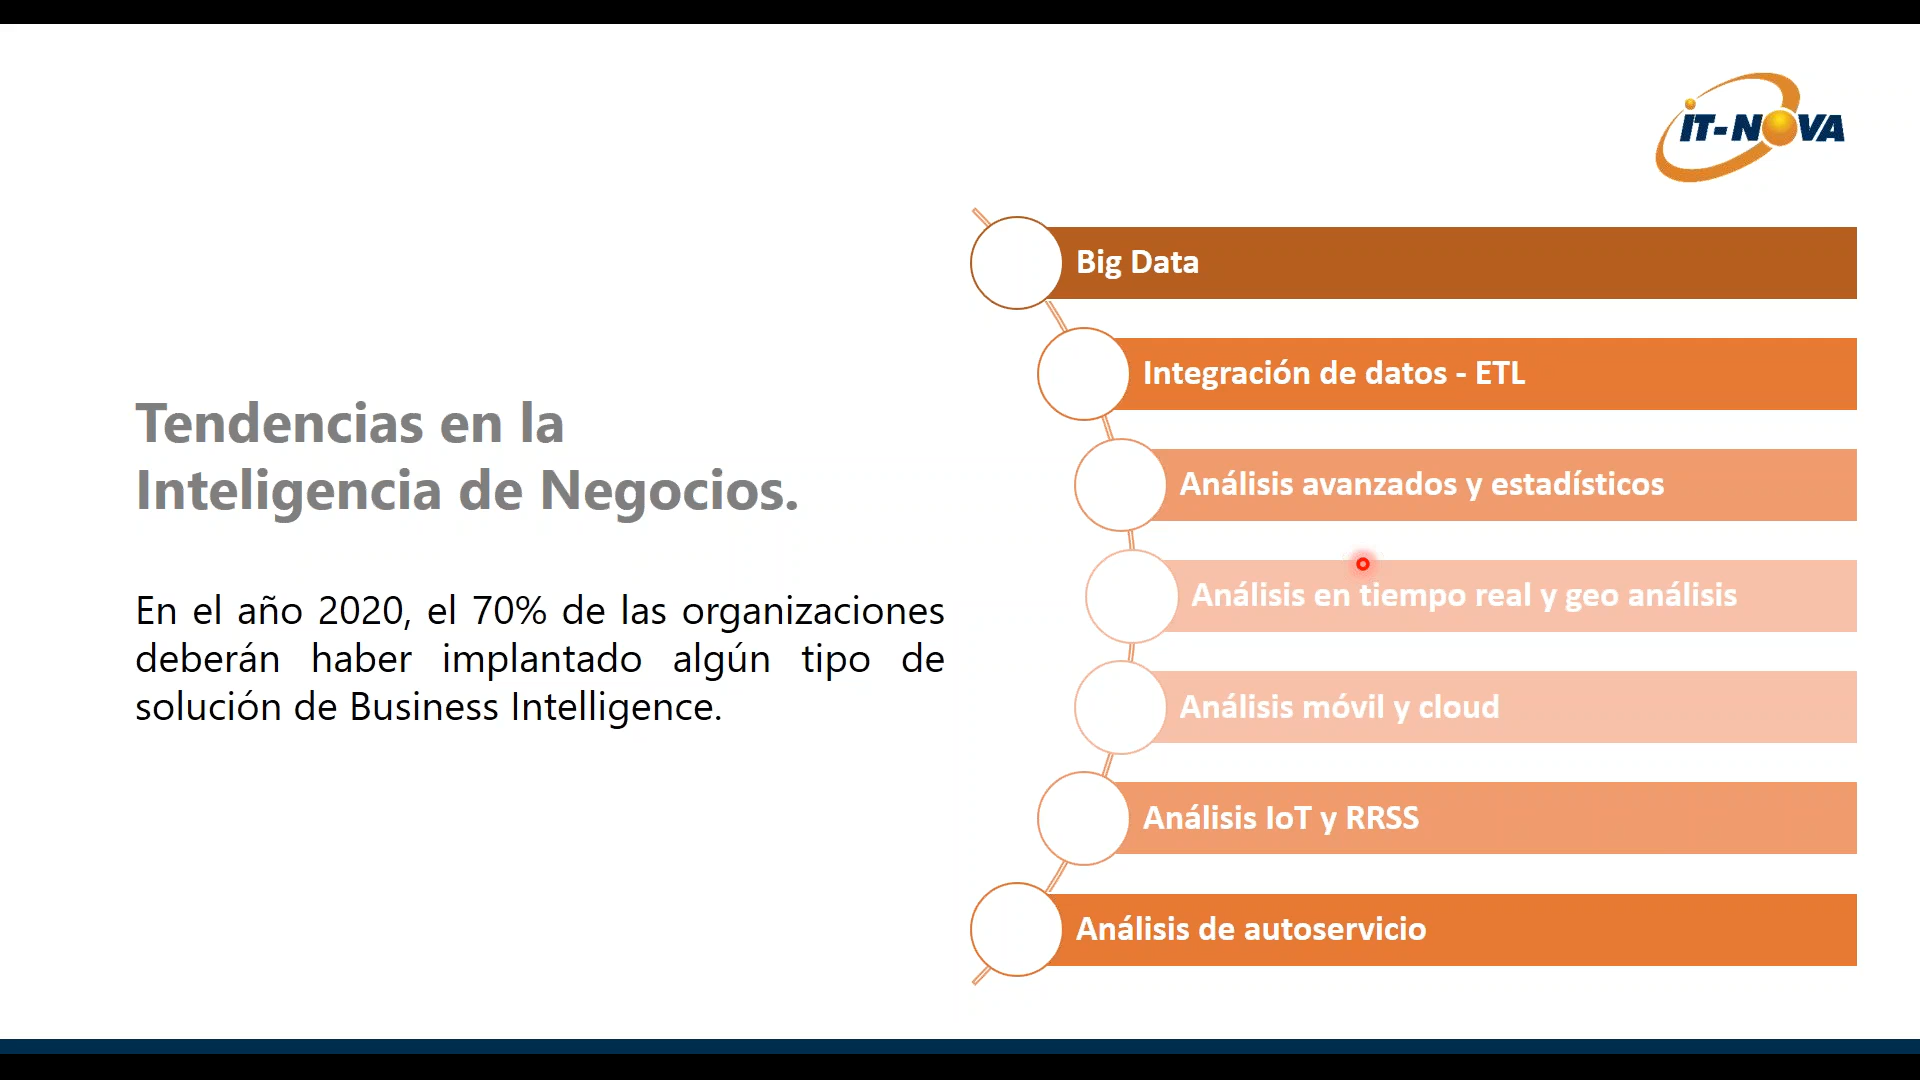 IT-NOVA
Tendencias en la
Inteligencia de Negocios.
En el año 2020, el 70% de las organizaciones
deberán haber implantado algún tipo de
solución de Business Intelligence.
Big Data
Integración de datos - ETL
Análisis avanzados y estadísticos
Análisis en tiempo real y geo análisis
Análisis móvil y cloud
Análisis IoT y RRSS
Análisis de autoservicio